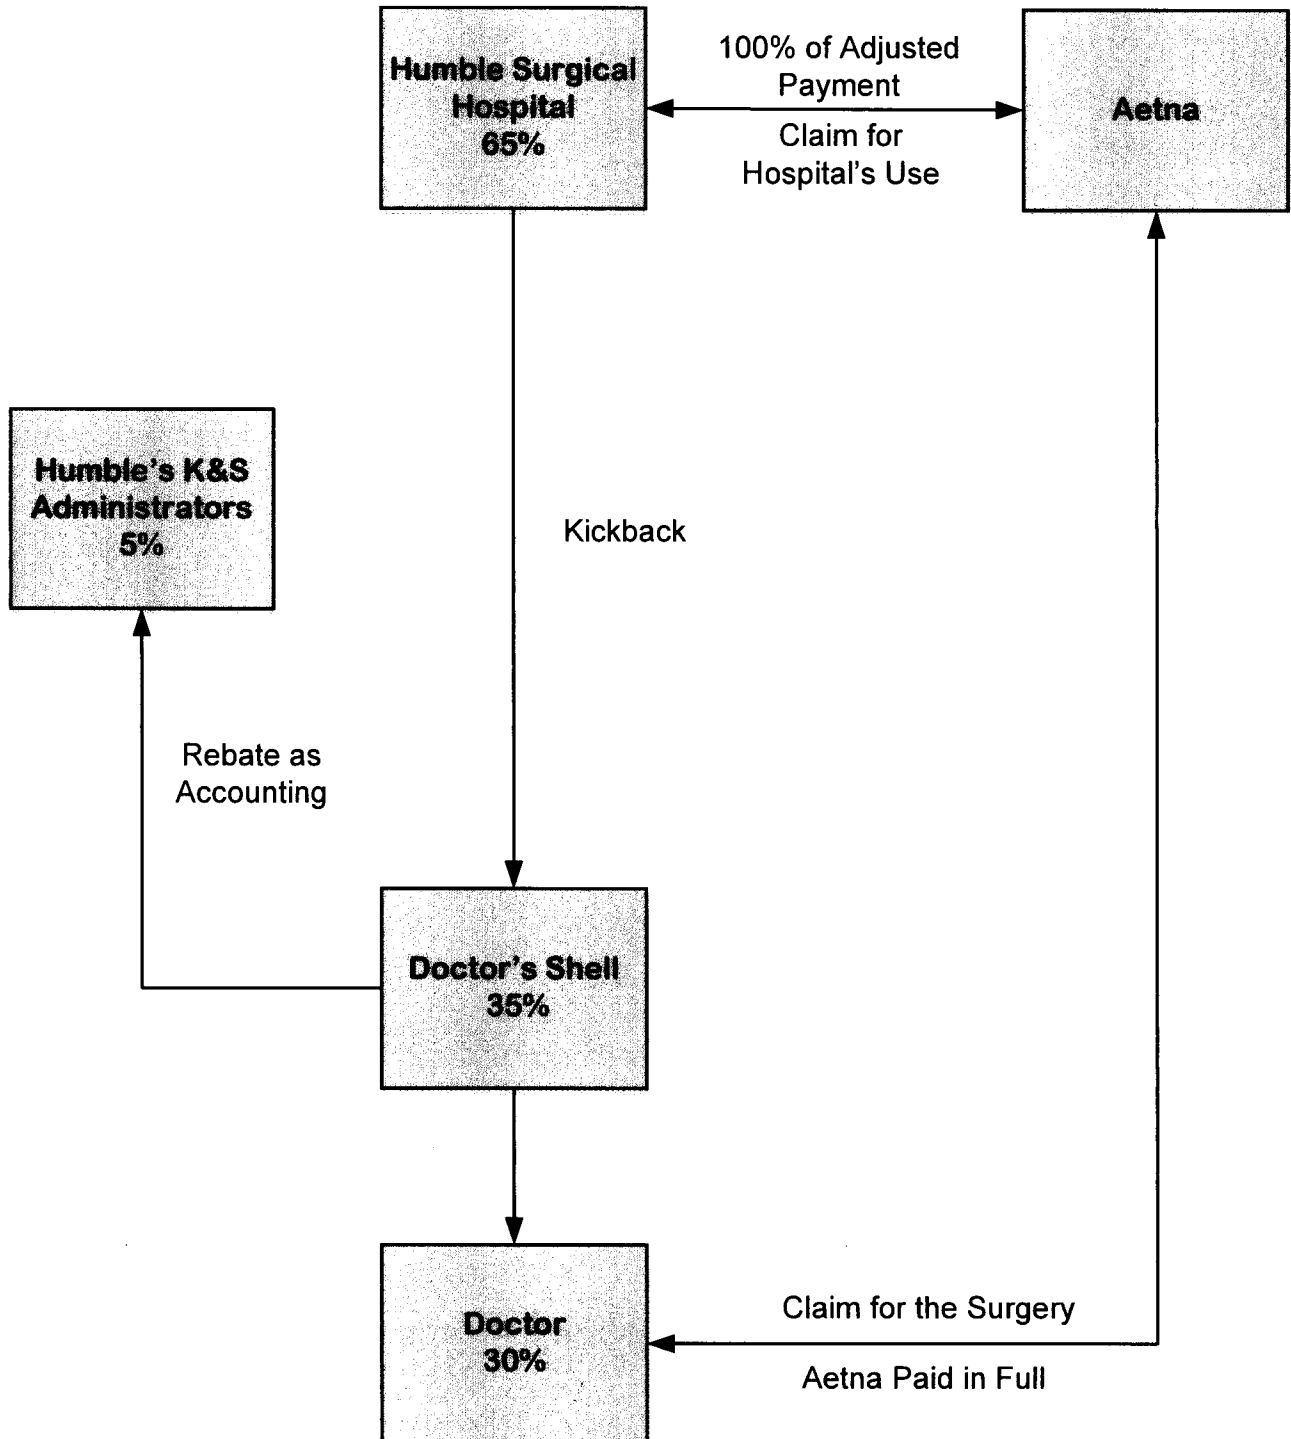 Humble Surgical
Hospital
65%
100% of Adjusted
Payment
Claim for
Hospital's Use
Aetna
Humble's K&S
Administrators
5%
Kickback
Rebate as
Accounting
Doctor's Shell
35%
Doctor
30%
Claim for the Surgery
Aetna Paid in Full